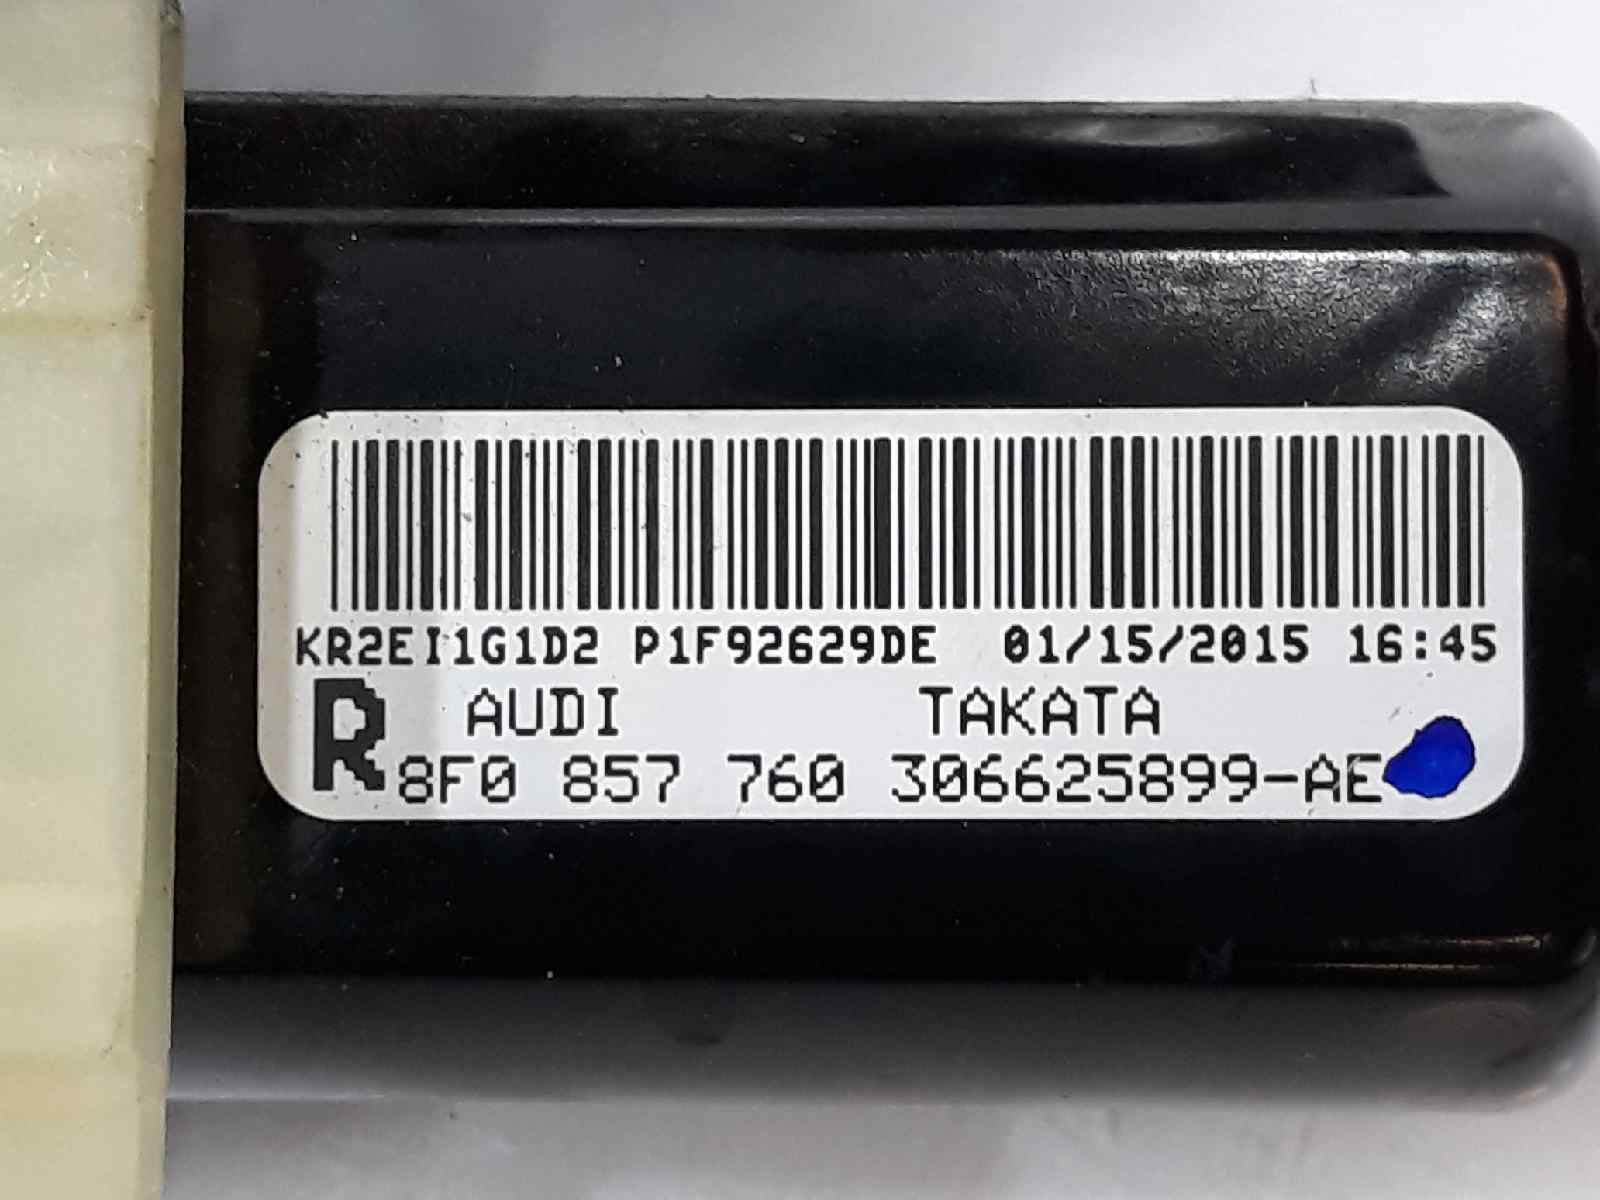 KR2EI1G1D2 P1F92629DE 01/15/2015 16:45
R AUDI TAKATA
8F0 857 760 306625899-AE